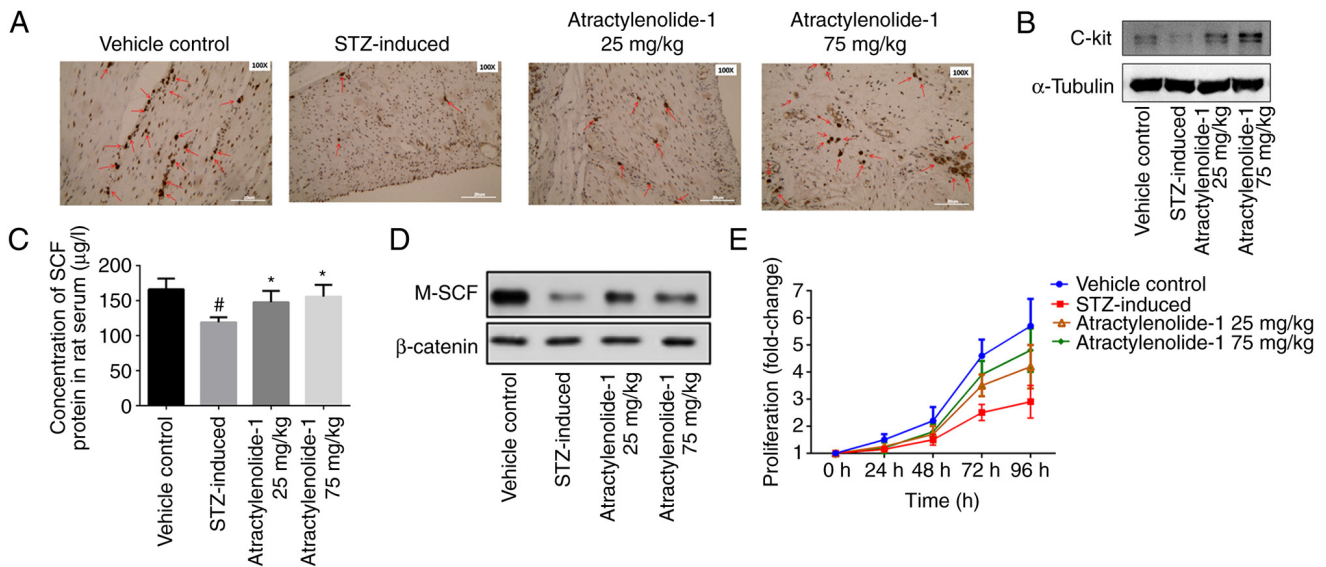 A
Vehicle control
STZ-induced
Atractylenolide-1
25 mg/kg
Atractylenolide-1
75 mg/kg
100X
100X
100X
100X
B
C-kit
α-Tubulin
Vehicle control
STZ-induced
Atractylenolide-1
25 mg/kg
Atractylenolide-1
75 mg/kg
C
Concentration of SCF
protein in rat serum (µg/l)
200
150
100
50
0
#
*
*
Vehicle control
STZ-induced
Atractylenolide-1
25 mg/kg
Atractylenolide-1
75 mg/kg
D
M-SCF
β-catenin
Vehicle control
STZ-induced
Atractylenolide-1
25 mg/kg
Atractylenolide-1
75 mg/kg
E
Proliferation (fold-change)
7
6
5
4
3
2
1
0 h 24 h 48 h 72 h 96 h
Time (h)
Vehicle control
STZ-induced
Atractylenolide-1 25 mg/kg
Atractylenolide-1 75 mg/kg